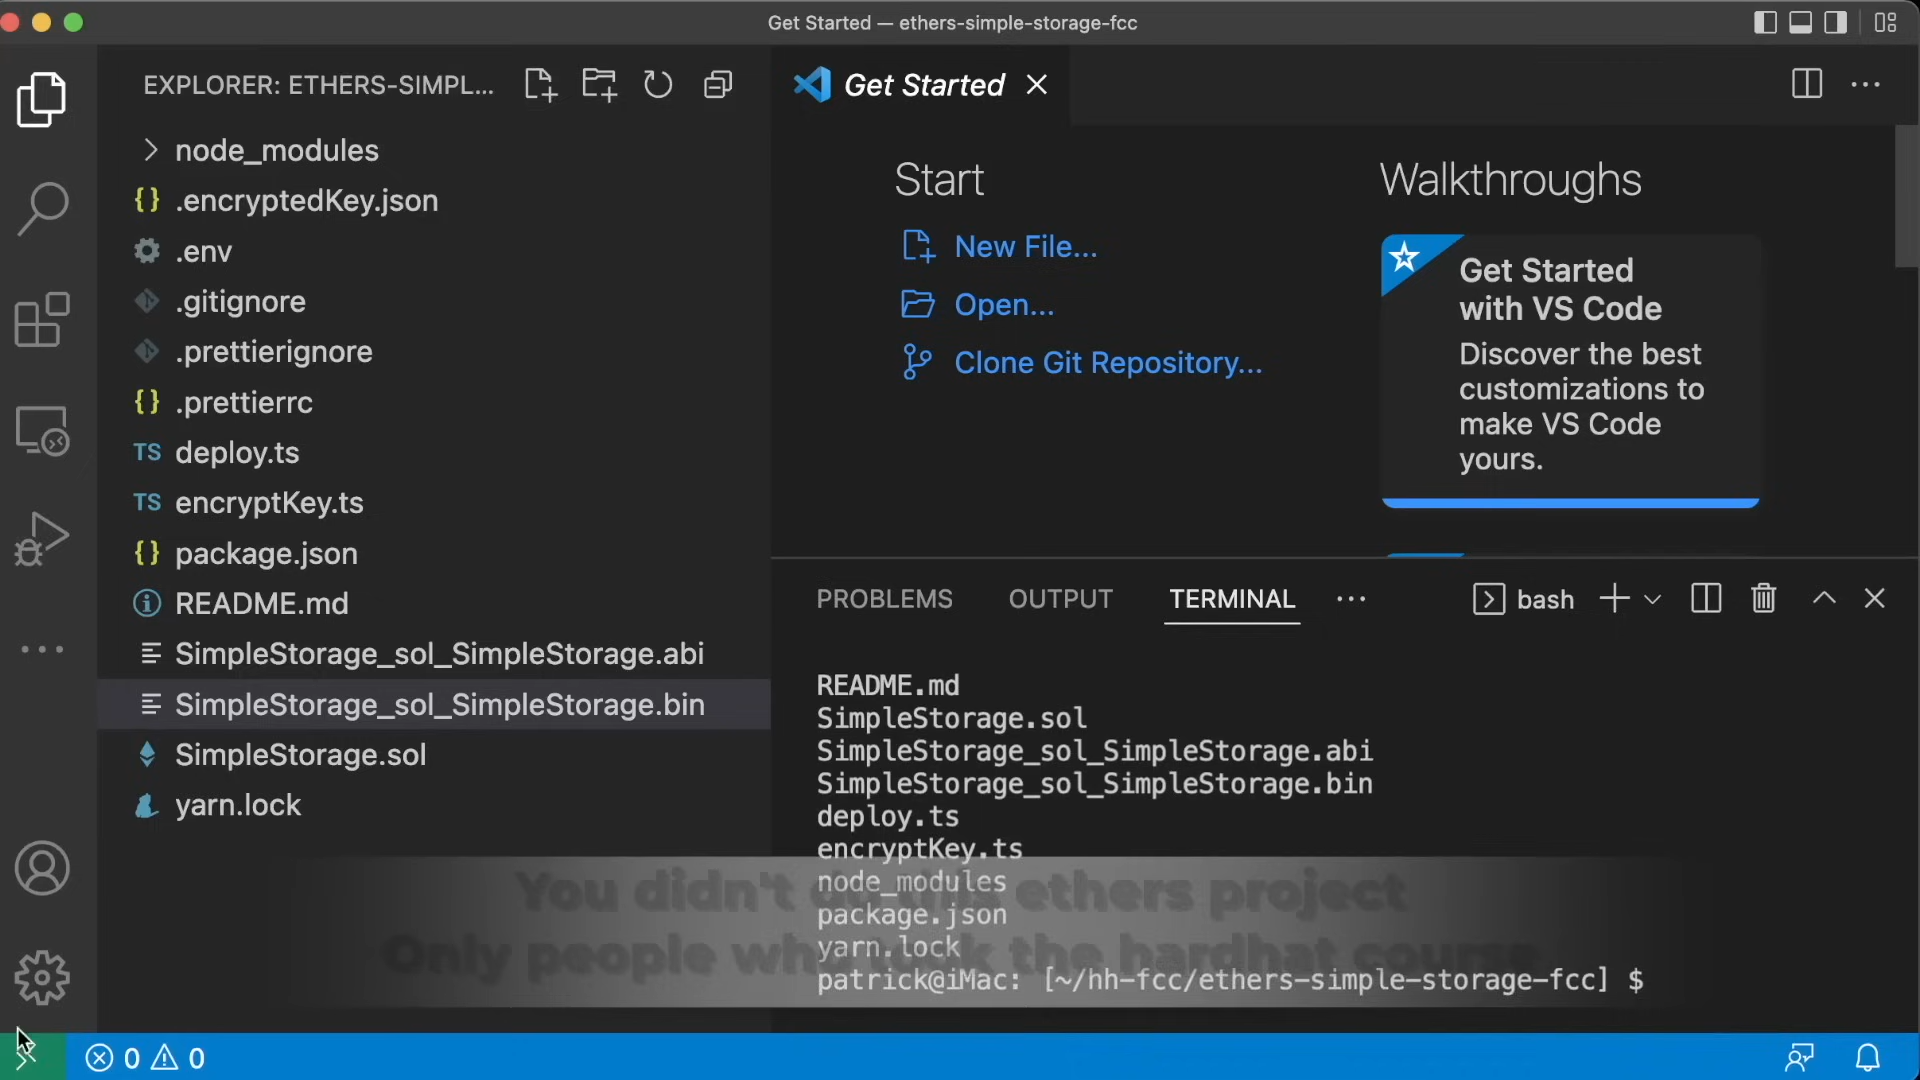 Get Started — ethers-simple-storage-fcc
EXPLORER: ETHERS-SIMPL...
node_modules
.encryptedKey.json
.env
.gitignore
.prettierignore
.prettierrc
TS deploy.ts
TS encryptKey.ts
package.json
README.md
SimpleStorage_sol_SimpleStorage.abi
SimpleStorage_sol_SimpleStorage.bin
SimpleStorage.sol
yarn.lock
Get Started
Start
New File...
Open...
Clone Git Repository...
Walkthroughs
Get Started
with VS Code
Discover the best
customizations to
make VS Code
yours.
PROBLEMS OUTPUT TERMINAL
bash
README.md
SimpleStorage.sol
SimpleStorage_sol_SimpleStorage.abi
SimpleStorage_sol_SimpleStorage.bin
deploy.ts
encryptKey.ts
node_modules
package.json
yarn.lock
patrick@iMac: [~/hh-fcc/ethers-simple-storage-fcc] $
You didn't do this ethers project
Only people who took the hardhat course
0 0